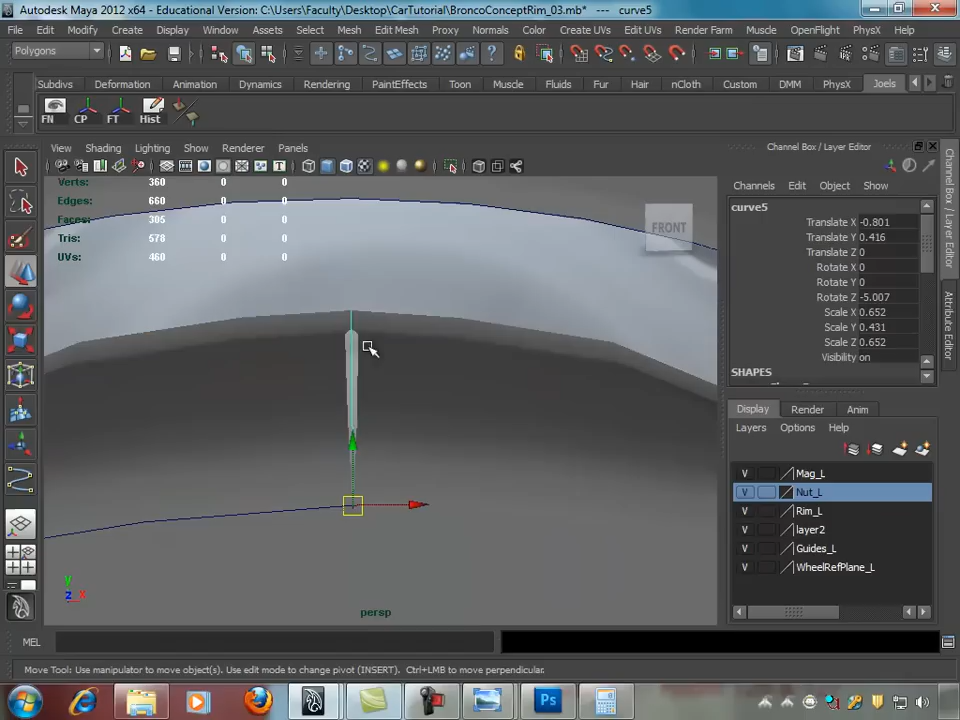 Autodesk Maya 2012 x64 - Educational Version: C:\Users\Faculty\Desktop\CarTutorial\BroncoConceptRim_03.mb* --- curve5
File Edit Modify Create Display Window Assets Select Mesh Edit Mesh Proxy Normals Color Create UVs Edit UVs Render Farm Muscle OpenFlight PhysX Help
Polygons
Subdivs Deformation Animation Dynamics Rendering PaintEffects Toon Muscle Fluids Fur Hair nCloth Custom DMM PhysX Joels
FN CP FT Hist
View Shading Lighting Show Renderer Panels
Channel Box / Layer Editor
Channels Edit Object Show
curve5
Translate X -0.801
Translate Y 0.416
Translate Z 0
Rotate X 0
Rotate Y 0
Rotate Z -5.007
Scale X 0.652
Scale Y 0.431
Scale Z 0.652
Visibility on
SHAPES
Verts: 360 0 0
Edges: 660 0 0
Faces: 305 0 0
Tris: 578 0 0
UVs: 460 0 0
FRONT
Display Render Anim
Layers Options Help
V Mag_L
V Nut_L
V Rim_L
V layer2
V Guides_L
V WheelRefPlane_L
y
z x
persp
Channel Box / Layer Editor
Attribute Editor
MEL
Move Tool: Use manipulator to move object(s). Use edit mode to change pivot (INSERT). Ctrl+LMB to move perpendicular.
Ps